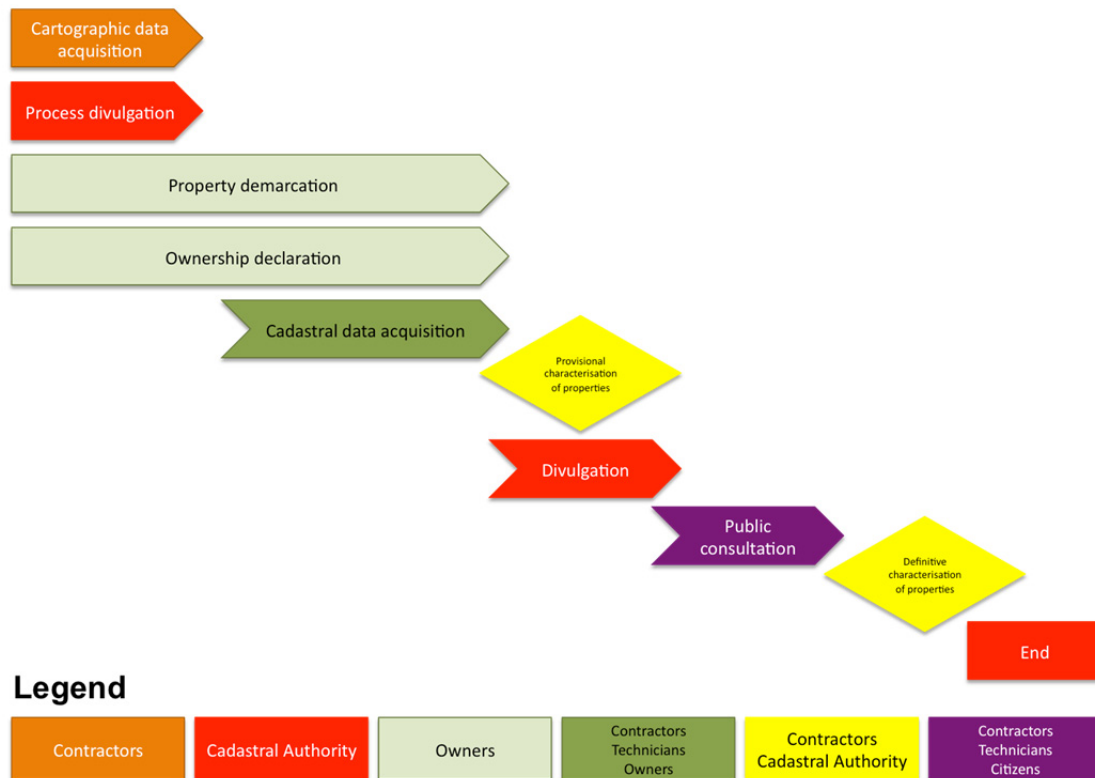 Cartographic data
acquisition
Process divulgation
Property demarcation
Ownership declaration
Cadastral data acquisition
Provisional
characterisation
of properties
Divulgation
Public
consultation
Definitive
characterisation
of properties
End
Legend
Contractors
Cadastral Authority
Owners
Contractors
Technicians
Owners
Contractors
Cadastral Authority
Contractors
Technicians
Citizens